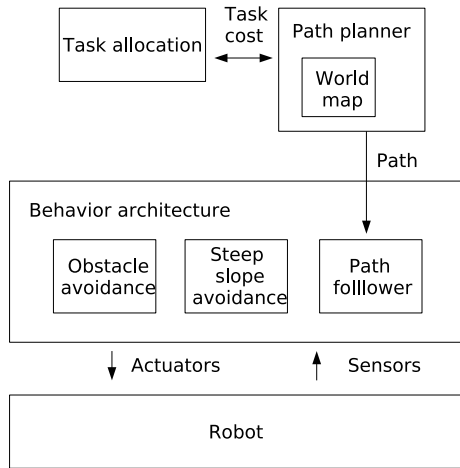 Task
cost
Task allocation
Path planner
World
map
Path
Behavior architecture
Obstacle
avoidance
Steep
slope
avoidance
Path
folllower
Actuators
Sensors
Robot